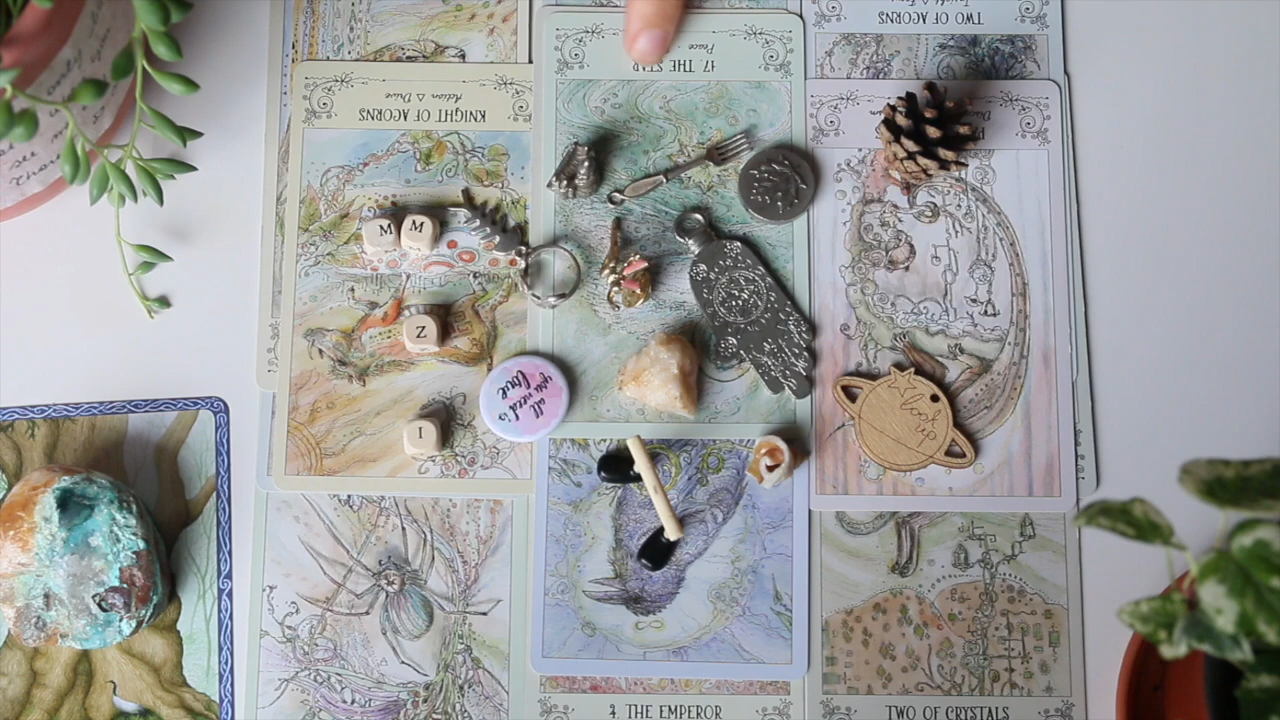 17. THE STAR
Peace
TWO OF ACORNS
KNIGHT OF ACORNS
Action △ Drive
M
M
Z
I
all
you need is
love
look
up
4. THE EMPEROR
TWO OF CRYSTALS